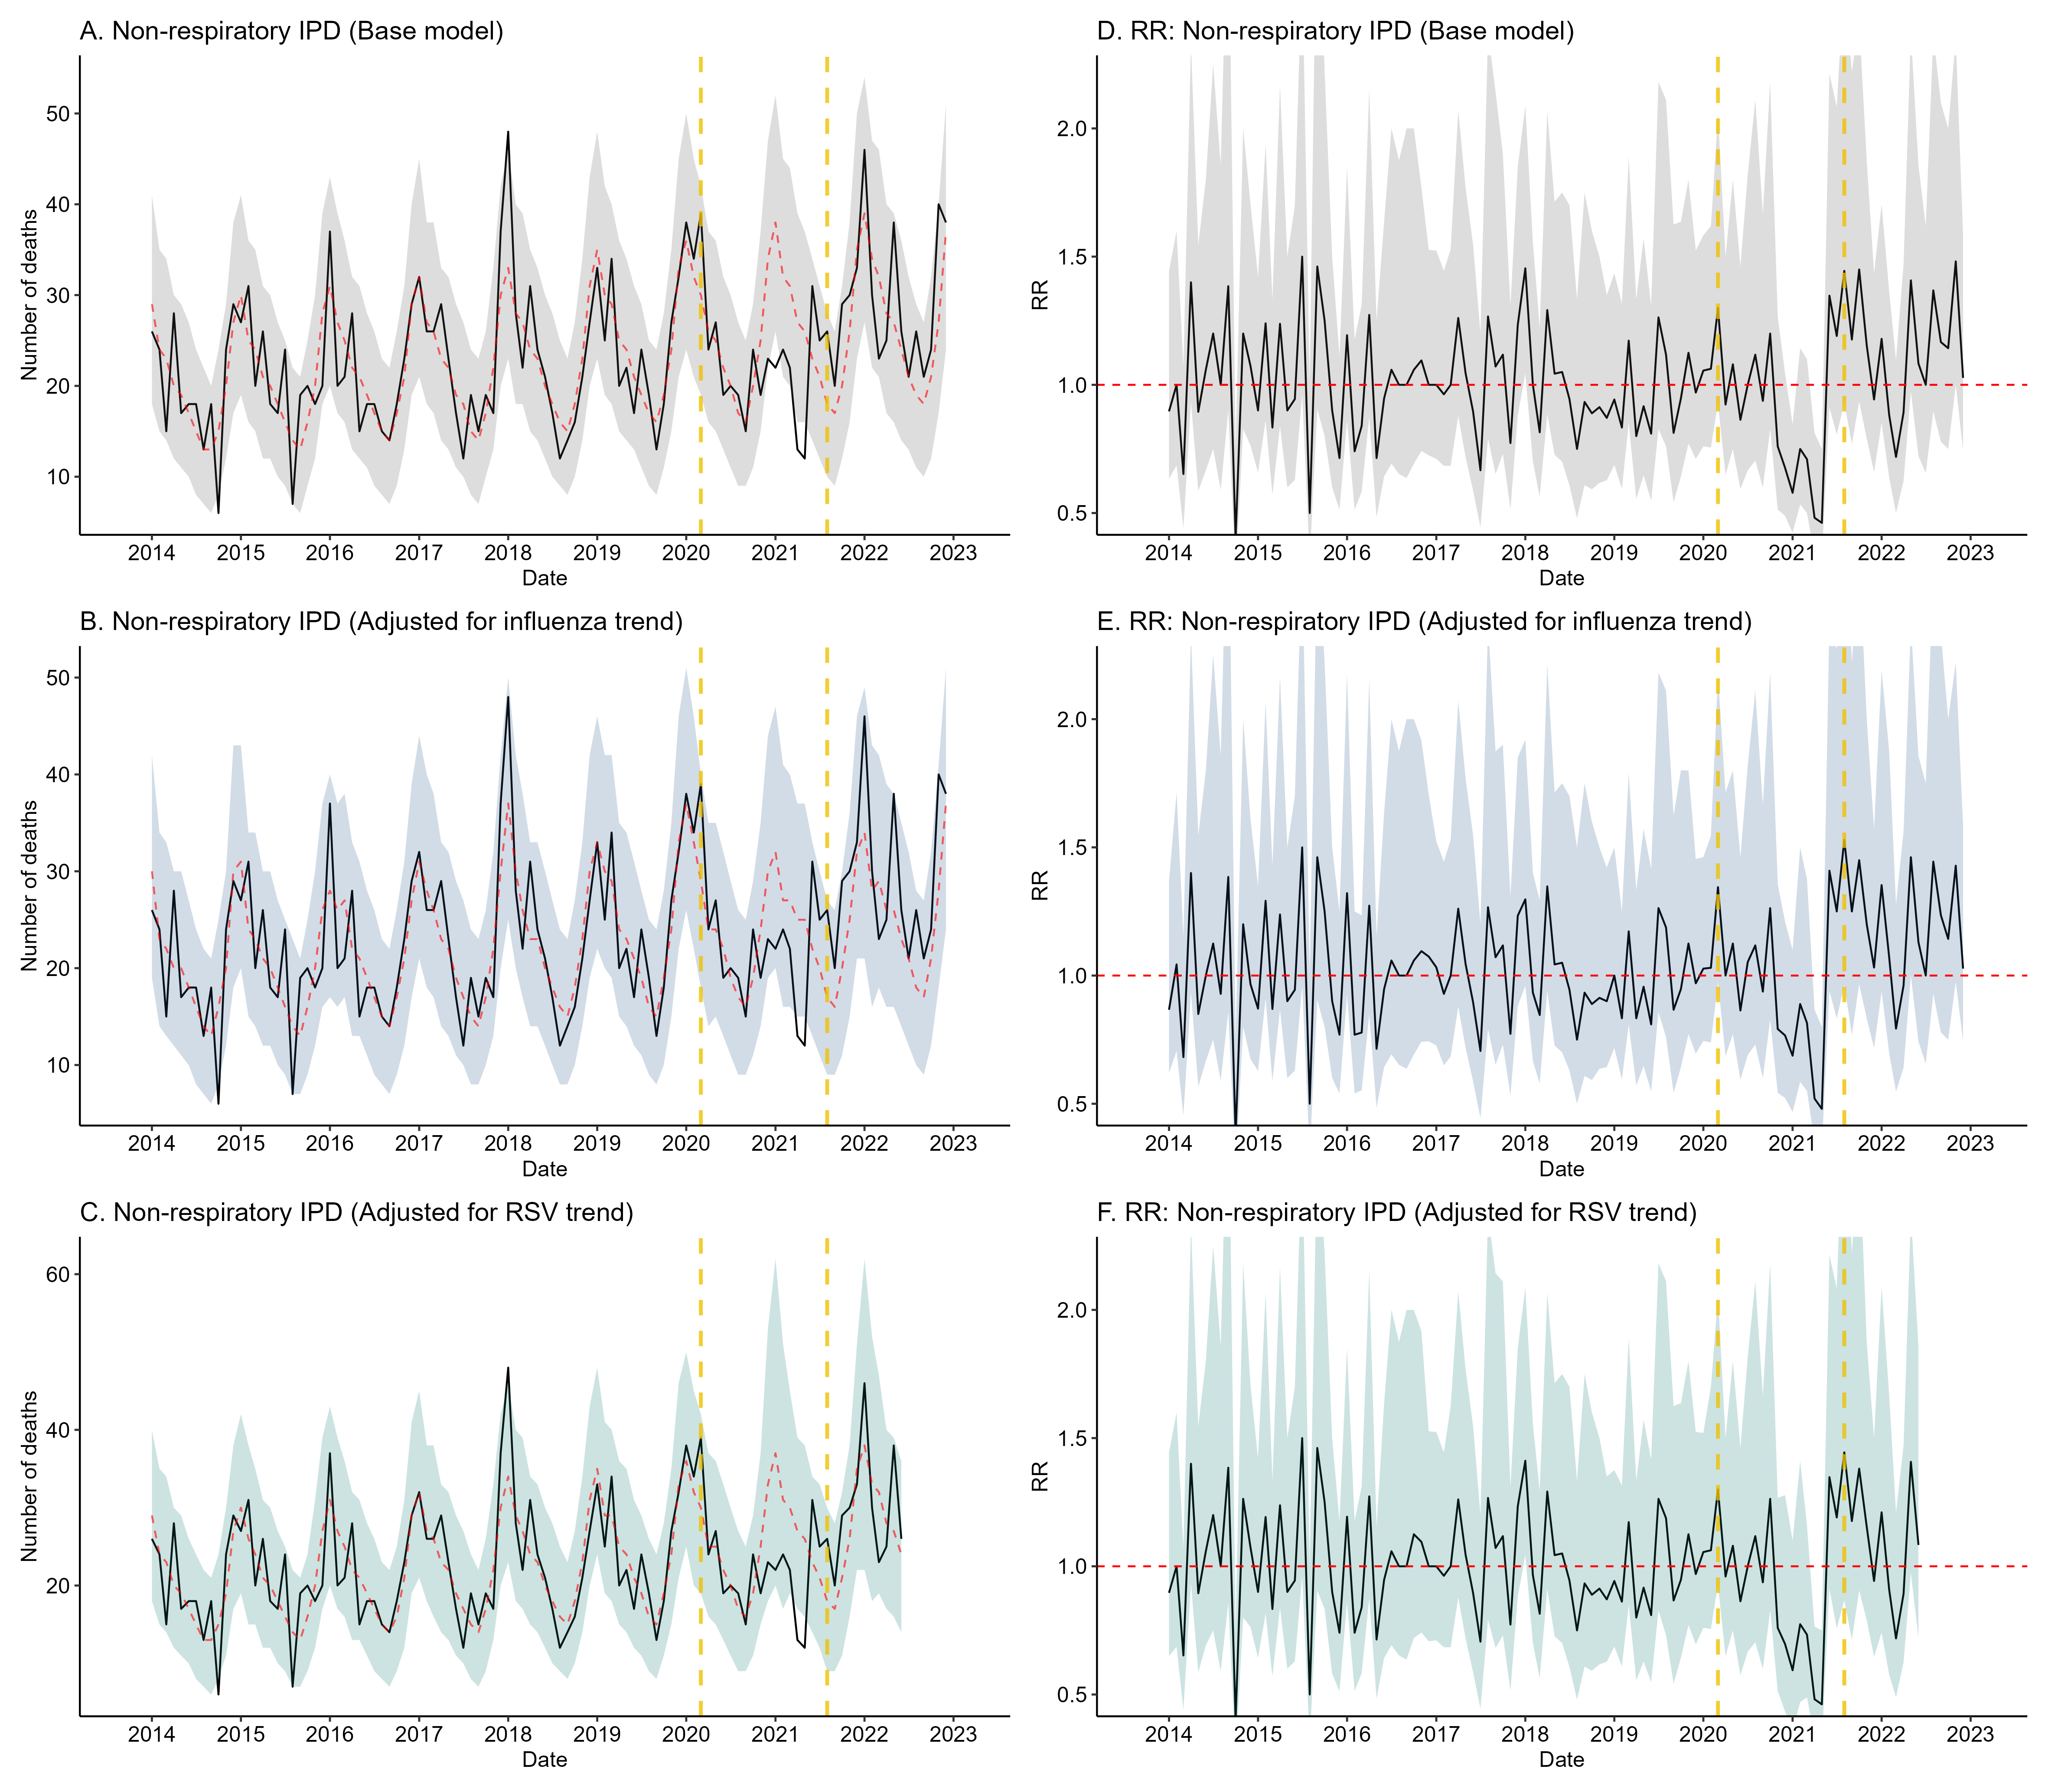 A. Non-respiratory IPD (Base model)
Number of deaths
50
40
30
20
10
2014 2015 2016 2017 2018 2019 2020 2021 2022 2023
Date
D. RR: Non-respiratory IPD (Base model)
RR
2.0
1.5
1.0
0.5
2014 2015 2016 2017 2018 2019 2020 2021 2022 2023
Date
B. Non-respiratory IPD (Adjusted for influenza trend)
Number of deaths
50
40
30
20
10
2014 2015 2016 2017 2018 2019 2020 2021 2022 2023
Date
E. RR: Non-respiratory IPD (Adjusted for influenza trend)
RR
2.0
1.5
1.0
0.5
2014 2015 2016 2017 2018 2019 2020 2021 2022 2023
Date
C. Non-respiratory IPD (Adjusted for RSV trend)
Number of deaths
60
40
20
2014 2015 2016 2017 2018 2019 2020 2021 2022 2023
Date
F. RR: Non-respiratory IPD (Adjusted for RSV trend)
RR
2.0
1.5
1.0
0.5
2014 2015 2016 2017 2018 2019 2020 2021 2022 2023
Date